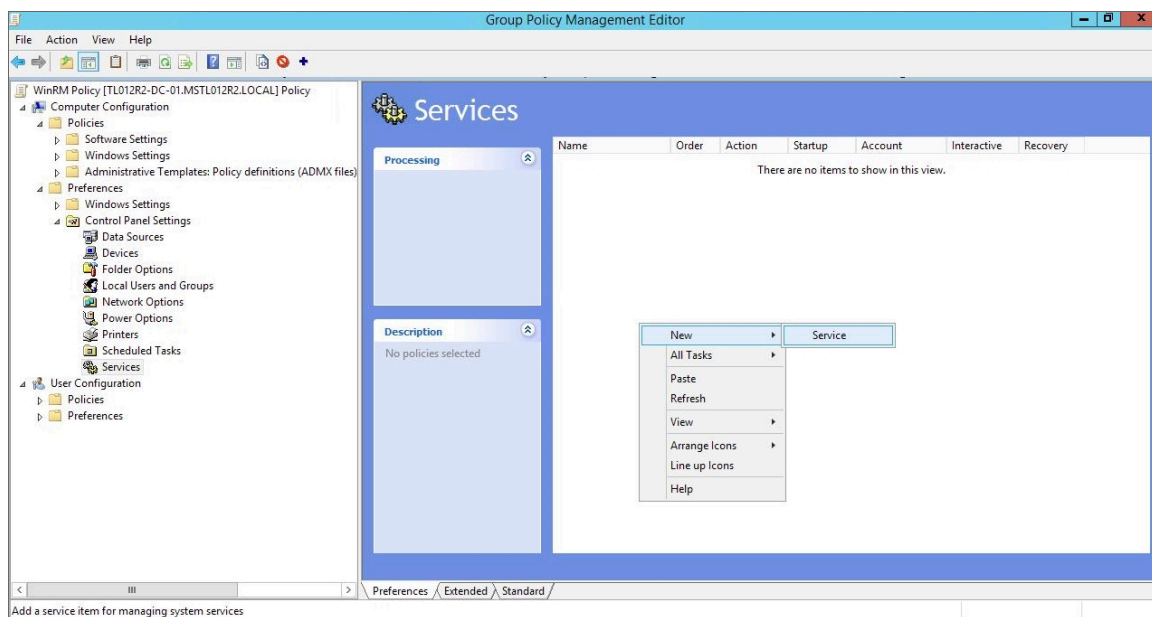 Group Policy Management Editor
File Action View Help
WinRM Policy [TL012R2-DC-01.MSTL012R2.LOCAL] Policy
Computer Configuration
Policies
Software Settings
Windows Settings
Administrative Templates: Policy definitions (ADMX files)
Preferences
Windows Settings
Control Panel Settings
Data Sources
Devices
Folder Options
Local Users and Groups
Network Options
Power Options
Printers
Scheduled Tasks
Services
User Configuration
Policies
Preferences
Services
Processing
Description
No policies selected
Name Order Action Startup Account Interactive Recovery
There are no items to show in this view.
New
Service
All Tasks
Paste
Refresh
View
Arrange Icons
Line up Icons
Help
Preferences Extended Standard
Add a service item for managing system services